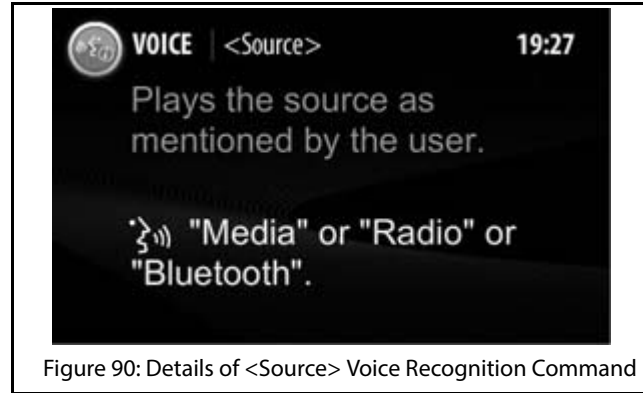 VOICE | <Source> 19:27
Plays the source as
mentioned by the user.
"Media" or "Radio" or
"Bluetooth".
Figure 90: Details of <Source> Voice Recognition Command